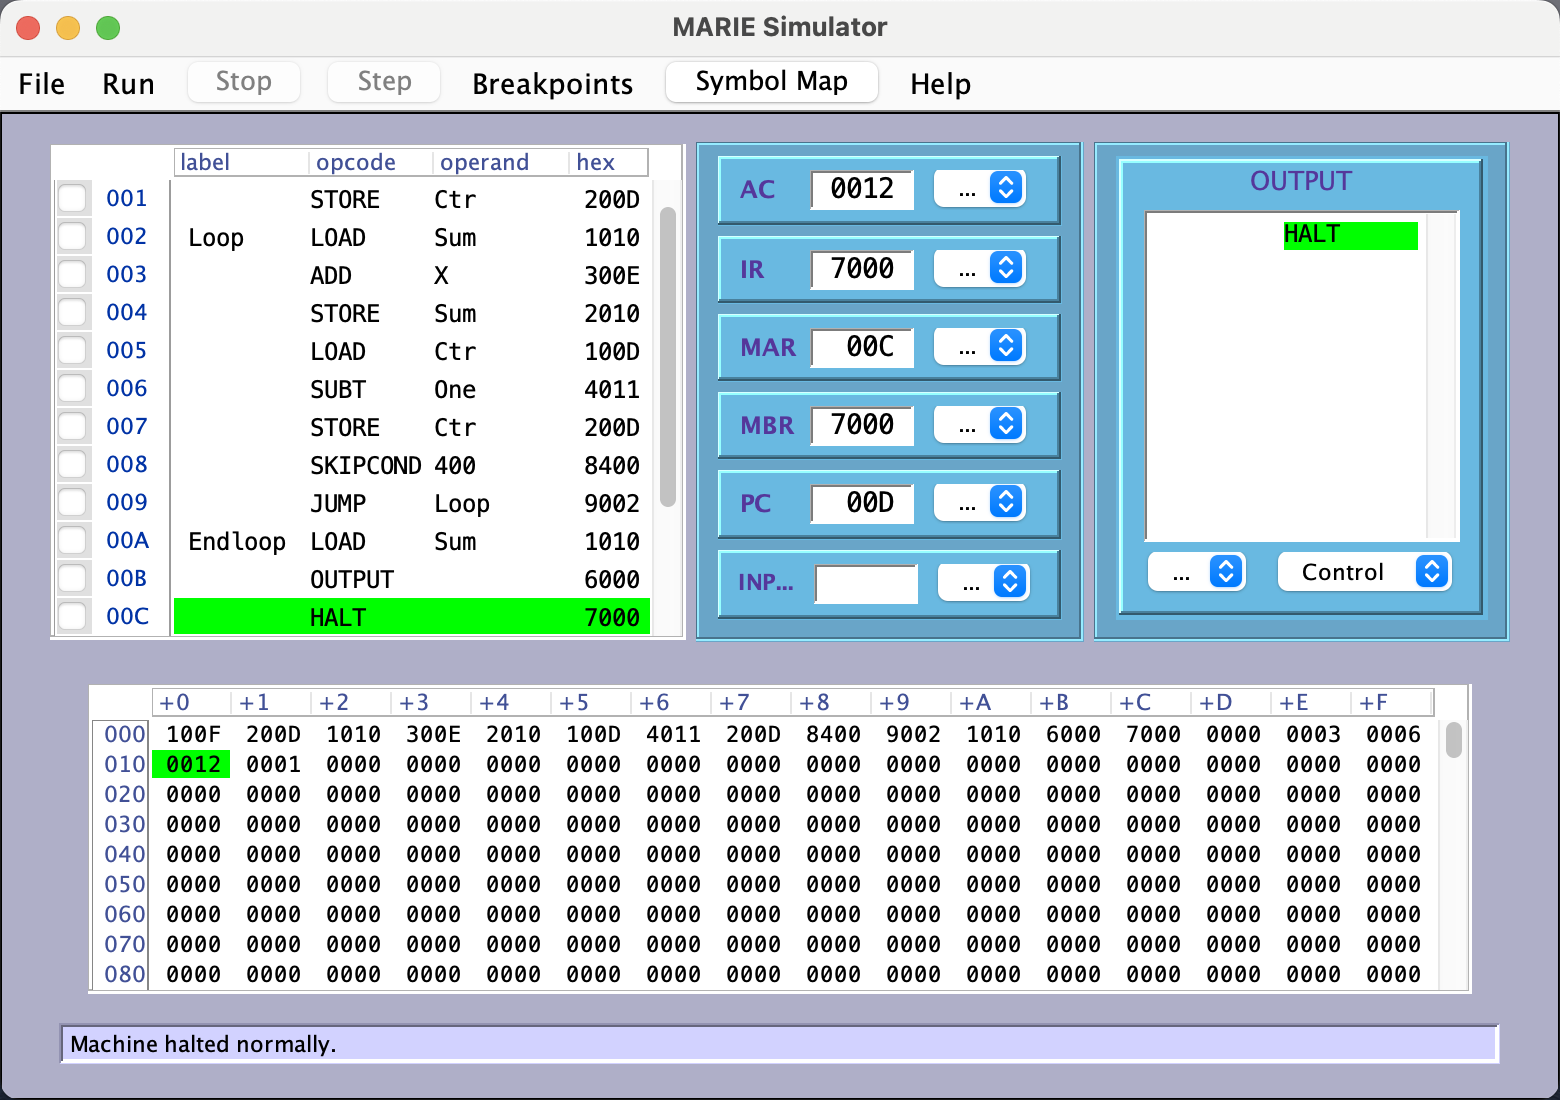 MARIE Simulator
File Run Stop Step Breakpoints Symbol Map Help
label opcode operand hex
001 STORE Ctr 200D
002 Loop LOAD Sum 1010
003 ADD X 300E
004 STORE Sum 2010
005 LOAD Ctr 100D
006 SUBT One 4011
007 STORE Ctr 200D
008 SKIPCOND 400 8400
009 JUMP Loop 9002
00A Endloop LOAD Sum 1010
00B OUTPUT 6000
00C HALT 7000
AC 0012 ...
IR 7000 ...
MAR 00C ...
MBR 7000 ...
PC 00D ...
INP... ...
OUTPUT
HALT
... Control
+0 +1 +2 +3 +4 +5 +6 +7 +8 +9 +A +B +C +D +E +F
000 100F 200D 1010 300E 2010 100D 4011 200D 8400 9002 1010 6000 7000 0000 0003 0006
010 0012 0001 0000 0000 0000 0000 0000 0000 0000 0000 0000 0000 0000 0000 0000 0000
020 0000 0000 0000 0000 0000 0000 0000 0000 0000 0000 0000 0000 0000 0000 0000 0000
030 0000 0000 0000 0000 0000 0000 0000 0000 0000 0000 0000 0000 0000 0000 0000 0000
040 0000 0000 0000 0000 0000 0000 0000 0000 0000 0000 0000 0000 0000 0000 0000 0000
050 0000 0000 0000 0000 0000 0000 0000 0000 0000 0000 0000 0000 0000 0000 0000 0000
060 0000 0000 0000 0000 0000 0000 0000 0000 0000 0000 0000 0000 0000 0000 0000 0000
070 0000 0000 0000 0000 0000 0000 0000 0000 0000 0000 0000 0000 0000 0000 0000 0000
080 0000 0000 0000 0000 0000 0000 0000 0000 0000 0000 0000 0000 0000 0000 0000 0000
Machine halted normally.